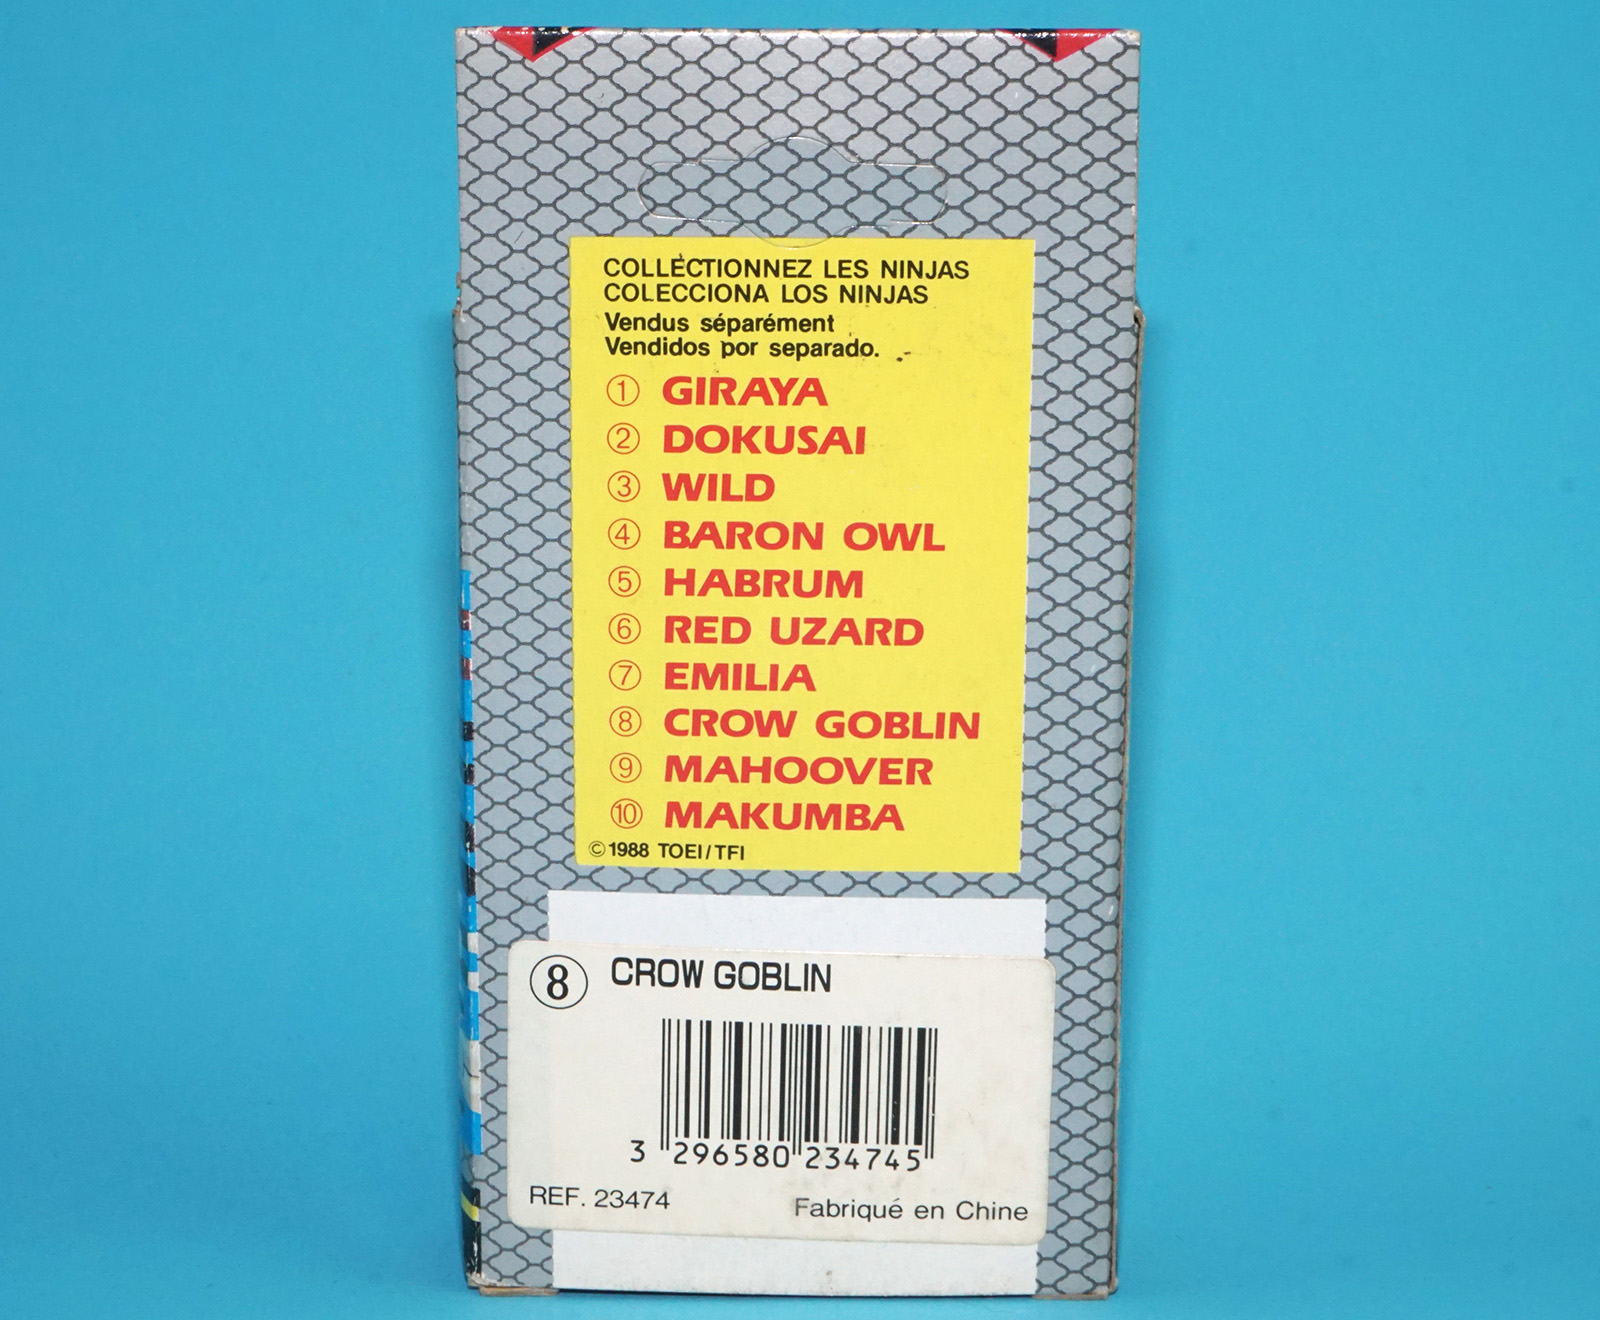 COLLECTIONNEZ LES NINJAS
COLECCIONA LOS NINJAS
Vendus séparément
Vendidos por separado.
① GIRAYA
② DOKUSAI
③ WILD
④ BARON OWL
⑤ HABRUM
⑥ RED UZARD
⑦ EMILIA
⑧ CROW GOBLIN
⑨ MAHOOVER
⑩ MAKUMBA
©1988 TOEI/TFI
⑧ CROW GOBLIN
3 296580 234745
REF. 23474 Fabriqué en Chine